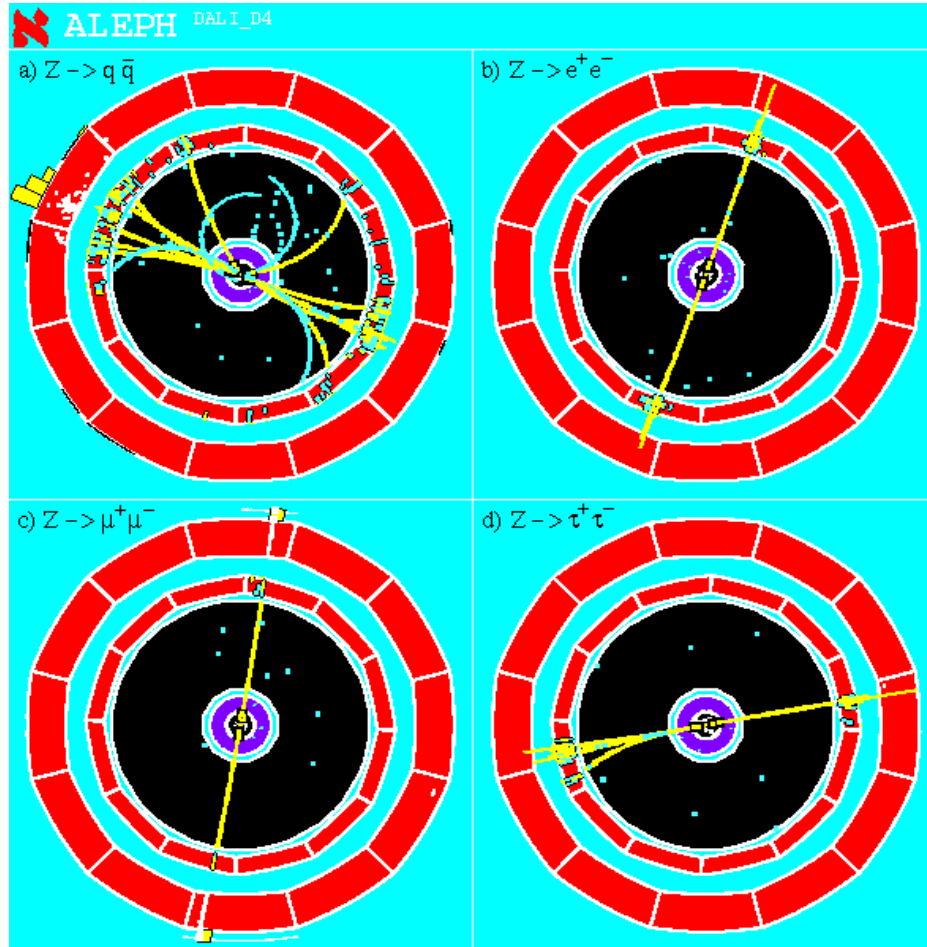 ALEPH DALI_D4
a) Z -> q q̄
b) Z -> e⁺e⁻
c) Z -> μ⁺μ⁻
d) Z -> τ⁺τ⁻